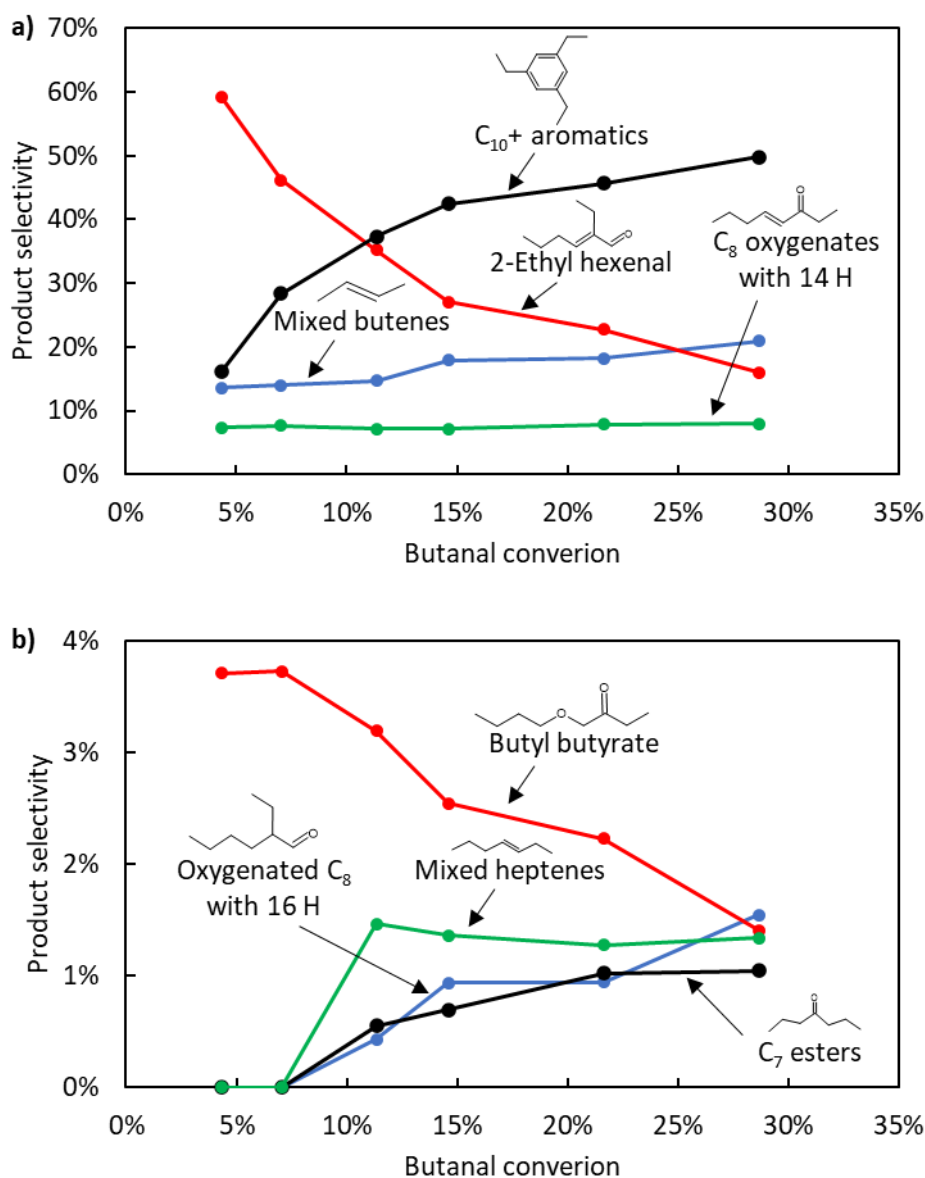 a)
70%
60%
50%
40%
30%
20%
10%
0%
Product selectivity
C10+ aromatics
O
C8 oxygenates
with 14 H
O
2-Ethyl hexenal
Mixed butenes
0% 5% 10% 15% 20% 25% 30% 35%
Butanal converion
b)
4%
3%
2%
1%
0%
Product selectivity
O
O
Butyl butyrate
O
Oxygenated C8
with 16 H
Mixed heptenes
O
C7 esters
0% 5% 10% 15% 20% 25% 30% 35%
Butanal converion